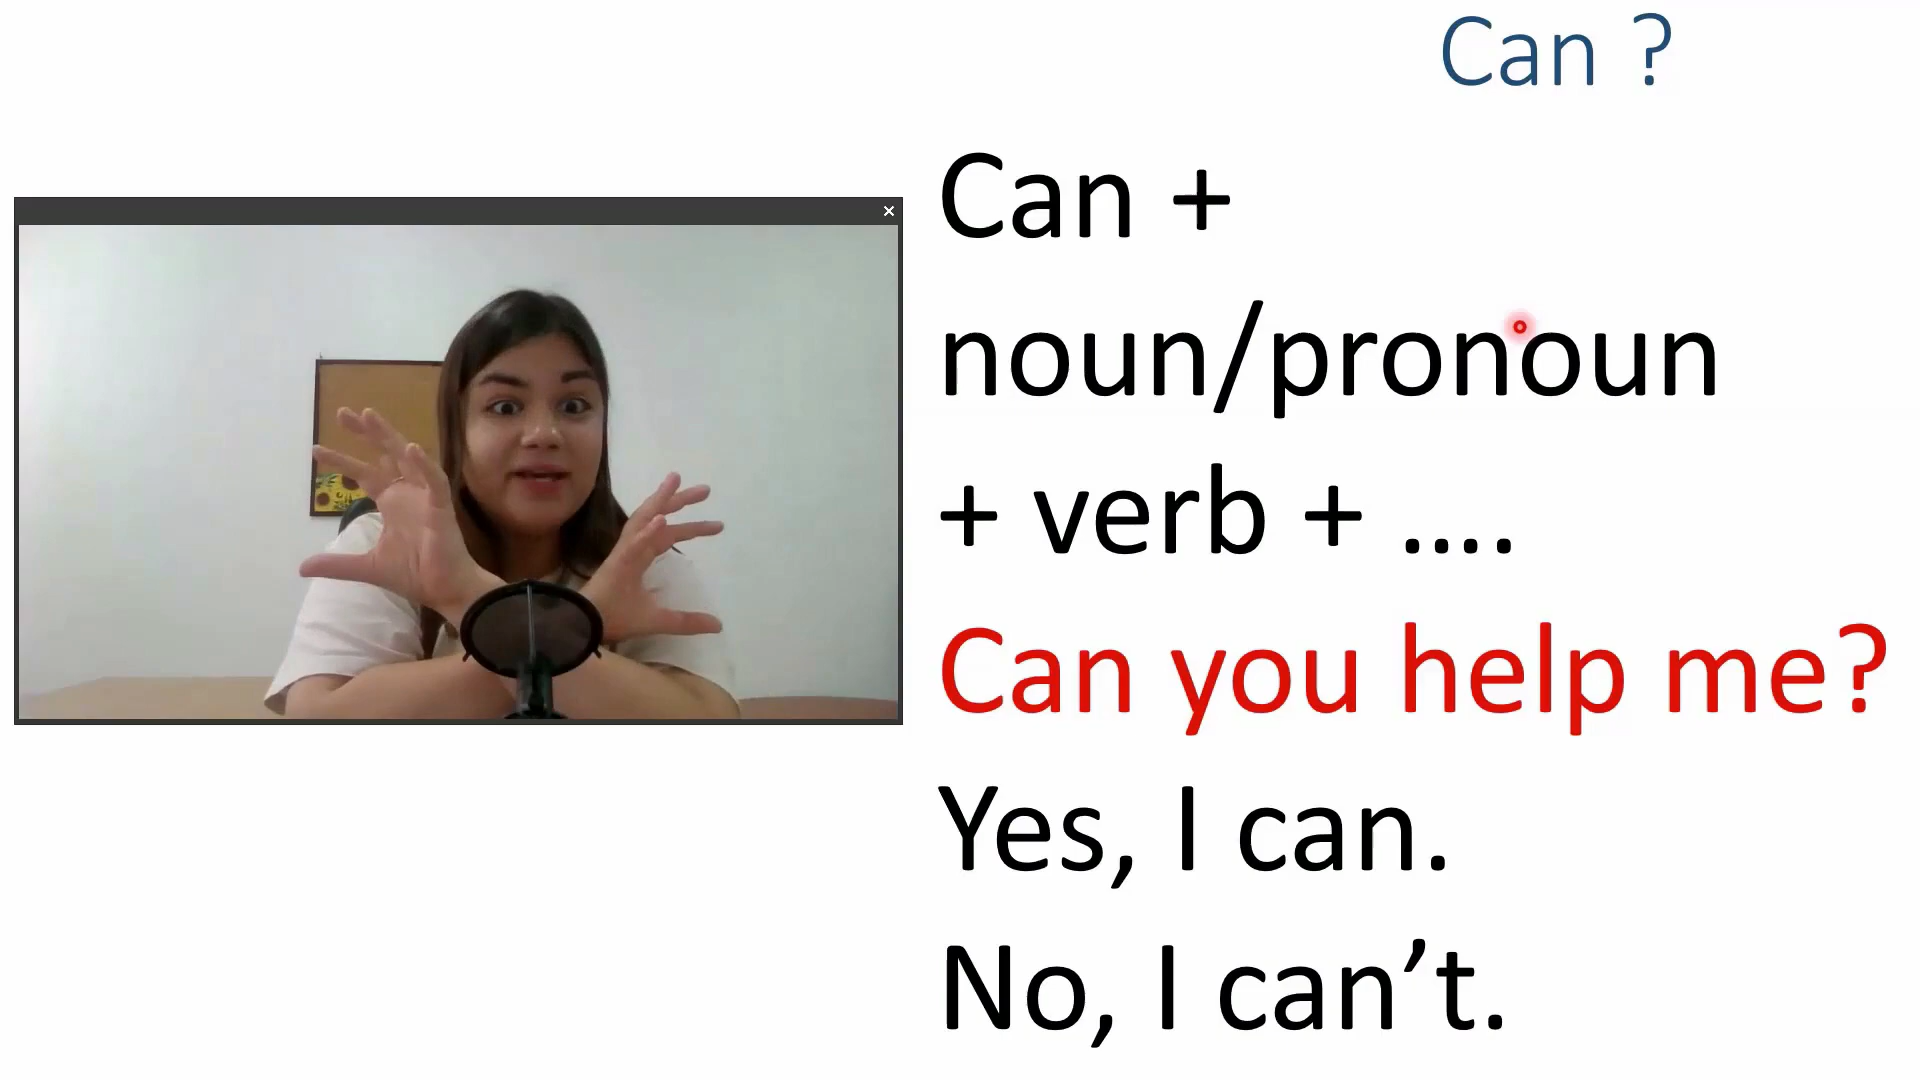 Can ?
Can +
noun/pronoun
+ verb + ....
Can you help me?
Yes, I can.
No, I can’t.